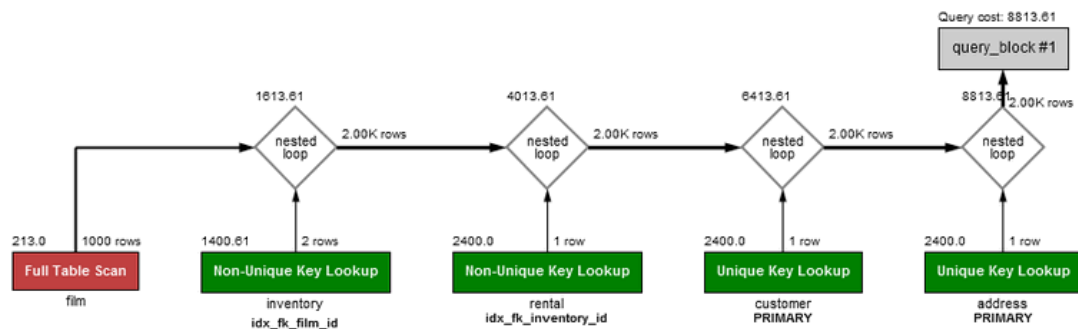 Query cost: 8813.61
query_block #1
1613.61
4013.61
6413.61
8813.61
2.00K rows
nested
loop
2.00K rows
nested
loop
2.00K rows
nested
loop
2.00K rows
nested
loop
213.0 1000 rows
1400.61 2 rows
2400.0 1 row
2400.0 1 row
2400.0 1 row
Full Table Scan
Non-Unique Key Lookup
Non-Unique Key Lookup
Unique Key Lookup
Unique Key Lookup
film
inventory
rental
customer
address
idx_fk_film_id
idx_fk_inventory_id
PRIMARY
PRIMARY